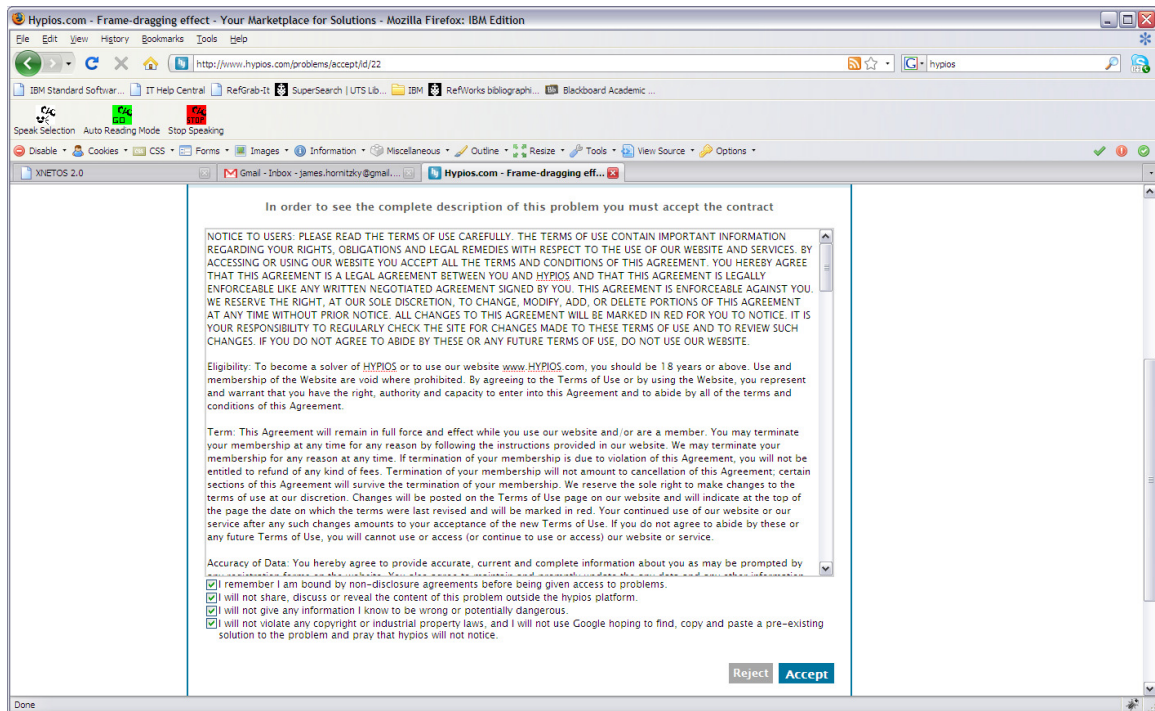 Hypios.com - Frame-dragging effect - Your Marketplace for Solutions - Mozilla Firefox: IBM Edition
File Edit View History Bookmarks Tools Help
http://www.hypios.com/problems/accept/id/22
G hypios
IBM Standard Softwar... IT Help Central RefGrab-It SuperSearch | UTS Lib... IBM RefWorks bibliographi... Blackboard Academic ...
CAC CAC GO CAC STOP
Speak Selection Auto Reading Mode Stop Speaking
Disable Cookies CSS Forms Images Information Miscellaneous Outline Resize Tools View Source Options
XNETOS 2.0 Gmail - Inbox - james.hornitzky@gmail.... Hypios.com - Frame-dragging eff...
In order to see the complete description of this problem you must accept the contract
NOTICE TO USERS: PLEASE READ THE TERMS OF USE CAREFULLY. THE TERMS OF USE CONTAIN IMPORTANT INFORMATION
REGARDING YOUR RIGHTS, OBLIGATIONS AND LEGAL REMEDIES WITH RESPECT TO THE USE OF OUR WEBSITE AND SERVICES. BY
ACCESSING OR USING OUR WEBSITE YOU ACCEPT ALL THE TERMS AND CONDITIONS OF THIS AGREEMENT. YOU HEREBY AGREE
THAT THIS AGREEMENT IS A LEGAL AGREEMENT BETWEEN YOU AND HYPIOS AND THAT THIS AGREEMENT IS LEGALLY
ENFORCEABLE LIKE ANY WRITTEN NEGOTIATED AGREEMENT SIGNED BY YOU. THIS AGREEMENT IS ENFORCEABLE AGAINST YOU.
WE RESERVE THE RIGHT, AT OUR SOLE DISCRETION, TO CHANGE, MODIFY, ADD, OR DELETE PORTIONS OF THIS AGREEMENT
AT ANY TIME WITHOUT PRIOR NOTICE. ALL CHANGES TO THIS AGREEMENT WILL BE MARKED IN RED FOR YOU TO NOTICE. IT IS
YOUR RESPONSIBILITY TO REGULARLY CHECK THE SITE FOR CHANGES MADE TO THESE TERMS OF USE AND TO REVIEW SUCH
CHANGES. IF YOU DO NOT AGREE TO ABIDE BY THESE OR ANY FUTURE TERMS OF USE, DO NOT USE OUR WEBSITE.
Eligibility: To become a solver of HYPIOS or to use our website www.HYPIOS.com, you should be 18 years or above. Use and
membership of the Website are void where prohibited. By agreeing to the Terms of Use or by using the Website, you represent
and warrant that you have the right, authority and capacity to enter into this Agreement and to abide by all of the terms and
conditions of this Agreement.
Term: This Agreement will remain in full force and effect while you use our website and/or are a member. You may terminate
your membership at any time for any reason by following the instructions provided in our website. We may terminate your
membership for any reason at any time. If termination of your membership is due to violation of this Agreement, you will not be
entitled to refund of any kind of fees. Termination of your membership will not amount to cancellation of this Agreement; certain
sections of this Agreement will survive the termination of your membership. We reserve the sole right to make changes to the
terms of use at our discretion. Changes will be posted on the Terms of Use page on our website and will indicate at the top of
the page the date on which the terms were last revised and will be marked in red. Your continued use of our website or our
service after any such changes amounts to your acceptance of the new Terms of Use. If you do not agree to abide by these or
any future Terms of Use, you will cannot use or access (or continue to use or access) our website or service.
Accuracy of Data: You hereby agree to provide accurate, current and complete information about you as may be prompted by
any registration forms on the website. You also agree to maintain and promptly update the any data and any other information
I remember I am bound by non-disclosure agreements before being given access to problems.
I will not share, discuss or reveal the content of this problem outside the hypios platform.
I will not give any information I know to be wrong or potentially dangerous.
I will not violate any copyright or industrial property laws, and I will not use Google hoping to find, copy and paste a pre-existing
solution to the problem and pray that hypios will not notice.
Reject Accept
Done